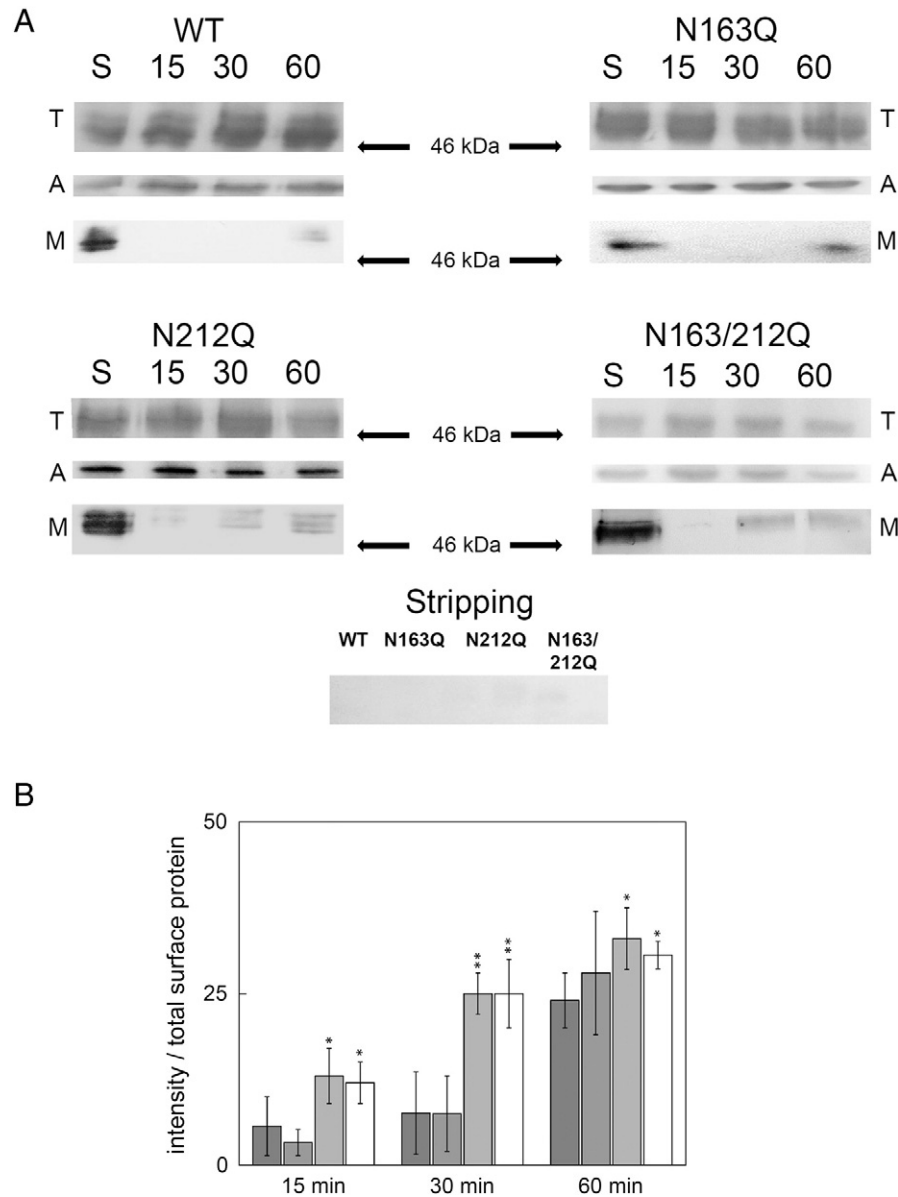 A
WT
N163Q
S 15 30 60
S 15 30 60
T
46 kDa
T
A
A
M
46 kDa
M
N212Q
N163/212Q
S 15 30 60
S 15 30 60
T
46 kDa
T
A
A
M
46 kDa
M
Stripping
WT N163Q N212Q N163/
212Q
B
intensity / total surface protein
50
25
0
* *
** **
* *
15 min 30 min 60 min